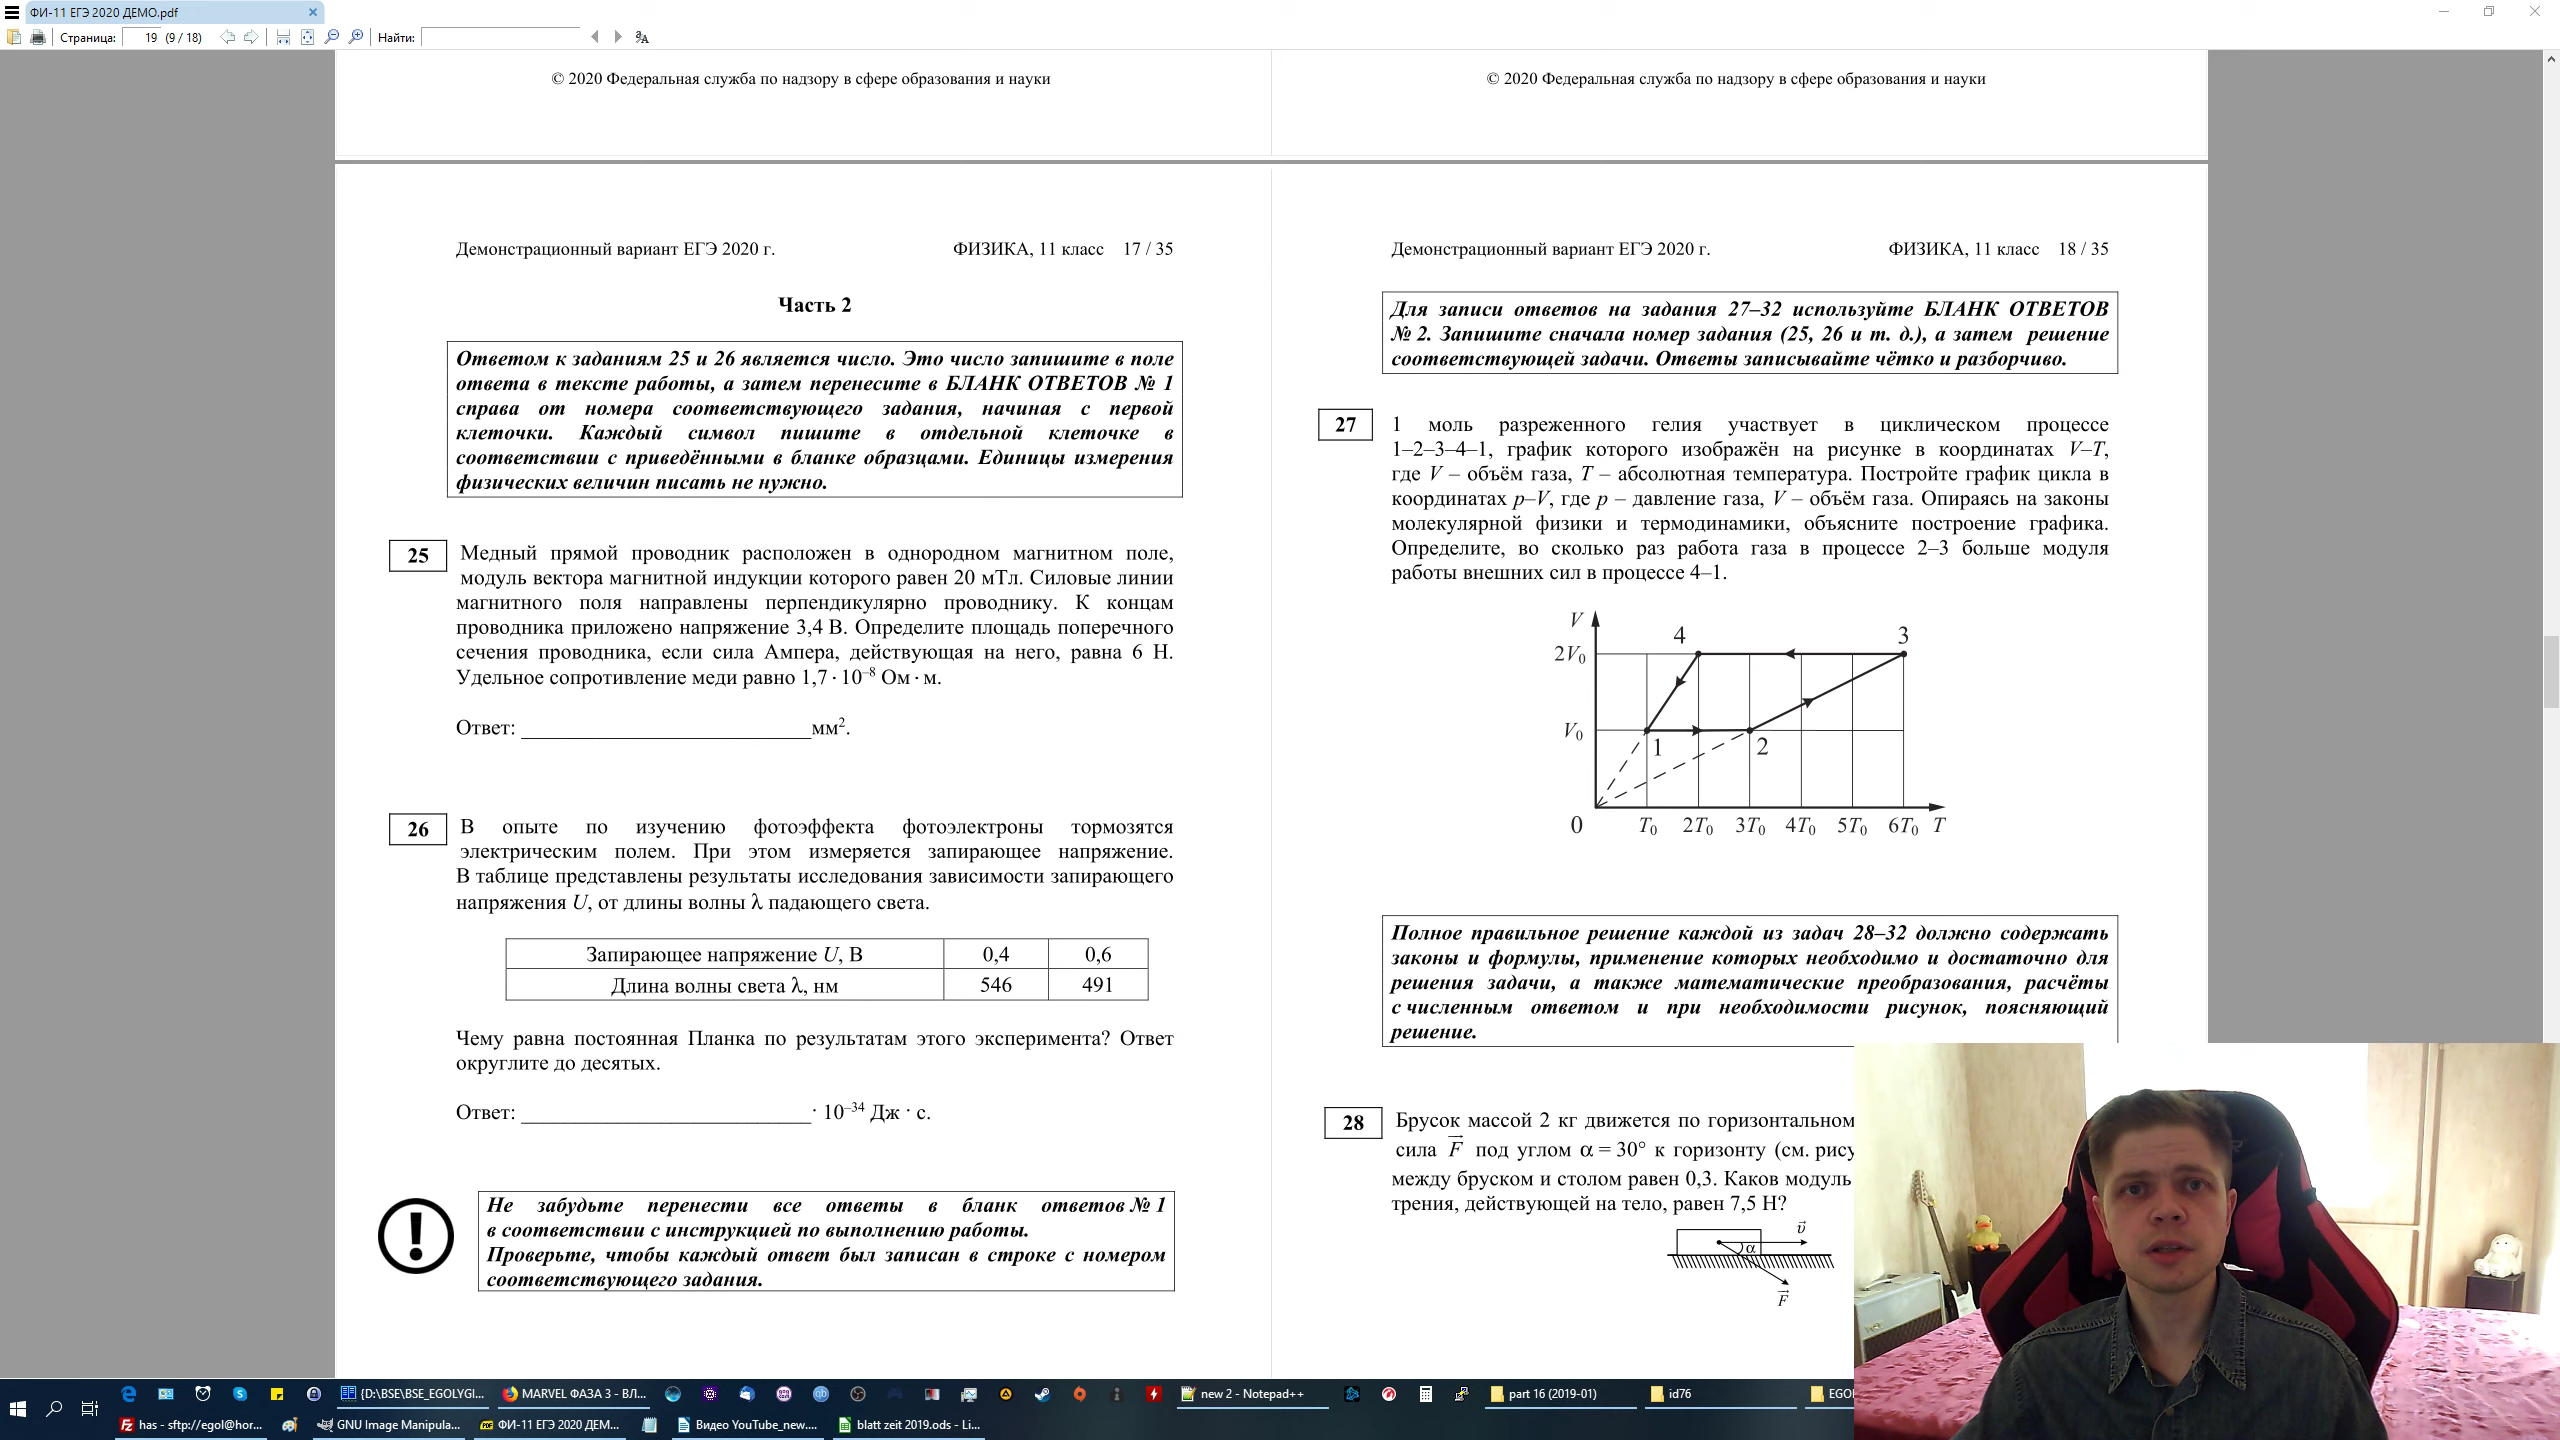 ФИ-11 ЕГЭ 2020 ДЕМО.pdf
Страница: 19 (9 / 18) Найти:
© 2020 Федеральная служба по надзору в сфере образования и науки
Демонстрационный вариант ЕГЭ 2020 г. ФИЗИКА, 11 класс 17 / 35
Часть 2
Ответом к заданиям 25 и 26 является число. Это число запишите в поле
ответа в тексте работы, а затем перенесите в БЛАНК ОТВЕТОВ № 1
справа от номера соответствующего задания, начиная с первой
клеточки. Каждый символ пишите в отдельной клеточке в
соответствии с приведёнными в бланке образцами. Единицы измерения
физических величин писать не нужно.
25 Медный прямой проводник расположен в однородном магнитном поле,
модуль вектора магнитной индукции которого равен 20 мТл. Силовые линии
магнитного поля направлены перпендикулярно проводнику. К концам
проводника приложено напряжение 3,4 В. Определите площадь поперечного
сечения проводника, если сила Ампера, действующая на него, равна 6 Н.
Удельное сопротивление меди равно 1,7 · 10⁻⁸ Ом · м.
Ответ: ___________________________мм².
26 В опыте по изучению фотоэффекта фотоэлектроны тормозятся
электрическим полем. При этом измеряется запирающее напряжение.
В таблице представлены результаты исследования зависимости запирающего
напряжения U, от длины волны λ падающего света.
Запирающее напряжение U, В 0,4 0,6
Длина волны света λ, нм 546 491
Чему равна постоянная Планка по результатам этого эксперимента? Ответ
округлите до десятых.
Ответ: ___________________________ · 10⁻³⁴ Дж · с.
Не забудьте перенести все ответы в бланк ответов № 1
в соответствии с инструкцией по выполнению работы.
Проверьте, чтобы каждый ответ был записан в строке с номером
соответствующего задания.
© 2020 Федеральная служба по надзору в сфере образования и науки
Демонстрационный вариант ЕГЭ 2020 г. ФИЗИКА, 11 класс 18 / 35
Для записи ответов на задания 27–32 используйте БЛАНК ОТВЕТОВ
№ 2. Запишите сначала номер задания (25, 26 и т. д.), а затем решение
соответствующей задачи. Ответы записывайте чётко и разборчиво.
27 1 моль разреженного гелия участвует в циклическом процессе
1–2–3–4–1, график которого изображён на рисунке в координатах V–T,
где V – объём газа, T – абсолютная температура. Постройте график цикла в
координатах p–V, где p – давление газа, V – объём газа. Опираясь на законы
молекулярной физики и термодинамики, объясните построение графика.
Определите, во сколько раз работа газа в процессе 2–3 больше модуля
работы внешних сил в процессе 4–1.
V
4 3
2V₀
V₀
1 2
0 T₀ 2T₀ 3T₀ 4T₀ 5T₀ 6T₀ T
Полное правильное решение каждой из задач 28–32 должно содержать
законы и формулы, применение которых необходимо и достаточно для
решения задачи, а также математические преобразования, расчёты
с численным ответом и при необходимости рисунок, поясняющий
решение.
28 Брусок массой 2 кг движется по горизонтальном
сила F под углом α = 30° к горизонту (см. рису
между бруском и столом равен 0,3. Каков модуль
трения, действующей на тело, равен 7,5 Н?
υ
α
F
{D:\BSE\BSE_EGOLYGI... MARVEL ФАЗА 3 - ВЛ... new 2 - Notepad++ part 16 (2019-01) id76 EGO
has - sftp://egol@hor... GNU Image Manipula... ФИ-11 ЕГЭ 2020 ДЕМ... Видео YouTube_new.... blatt zeit 2019.ods - Li...